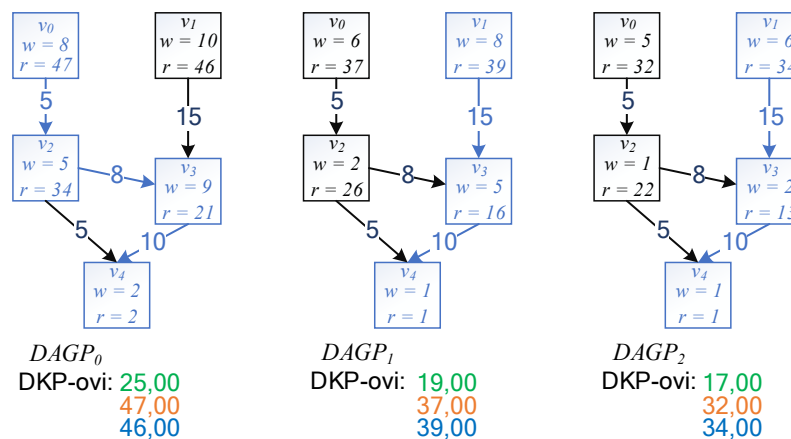 v0
w = 8
r = 47
v1
w = 10
r = 46
5
15
v2
w = 5
r = 34
8
v3
w = 9
r = 21
5
10
v4
w = 2
r = 2
DAGP0
DKP-ovi: 25,00
47,00
46,00
v0
w = 6
r = 37
v1
w = 8
r = 39
5
15
v2
w = 2
r = 26
8
v3
w = 5
r = 16
5
10
v4
w = 1
r = 1
DAGP1
DKP-ovi: 19,00
37,00
39,00
v0
w = 5
r = 32
v1
w = 6
r = 34
5
15
v2
w = 1
r = 22
8
v3
w = 2
r = 13
5
10
v4
w = 1
r = 1
DAGP2
DKP-ovi: 17,00
32,00
34,00